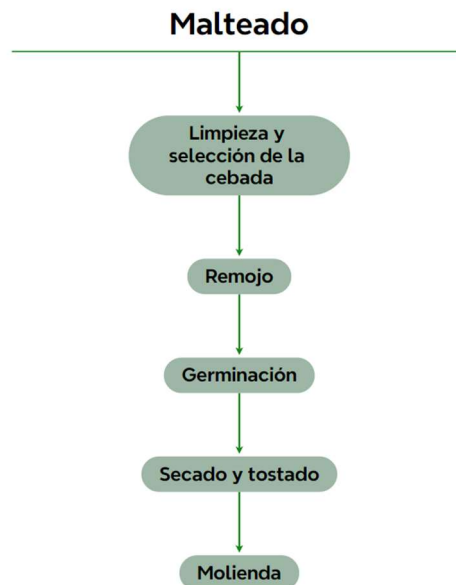 Malteado
Limpieza y
selección de la
cebada
Remojo
Germinación
Secado y tostado
Molienda